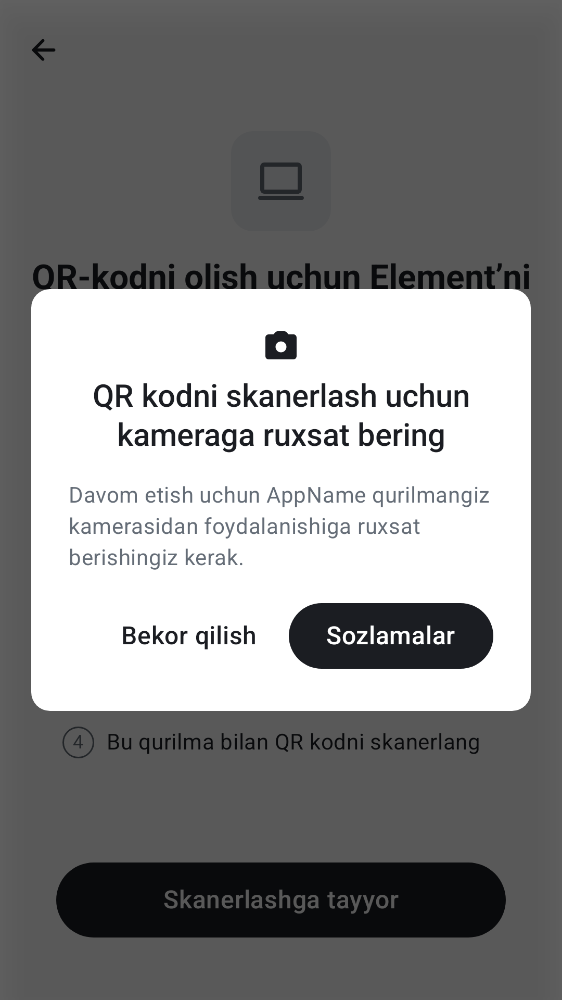 QR-kodni olish uchun Element’ni
QR kodni skanerlash uchun
kameraga ruxsat bering
Davom etish uchun AppName qurilmangiz
kamerasidan foydalanishiga ruxsat
berishingiz kerak.
Bekor qilish
Sozlamalar
4 Bu qurilma bilan QR kodni skanerlang
Skanerlashga tayyor